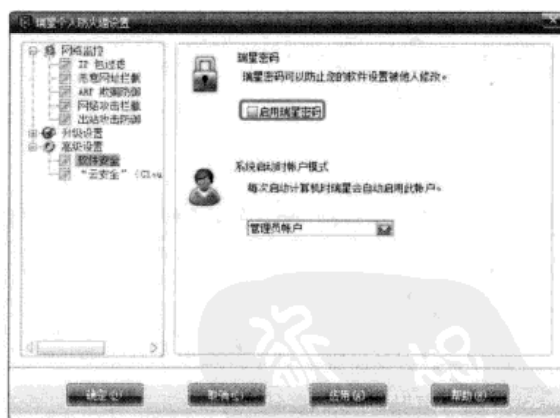 瑞星个人防火墙设置
网络监控
IP 包过滤
恶意网址拦截
ARP 欺骗防御
网络攻击拦截
出站攻击防御
升级设置
高级设置
软件安全
"云安全" (Clou
瑞星密码
瑞星密码可以防止您的软件设置被他人修改。
启用瑞星密码
系统启动时帐户模式
每次启动计算机时瑞星会自动启用此帐户。
管理员帐户
确定(O)
取消(C)
应用(A)
帮助(H)